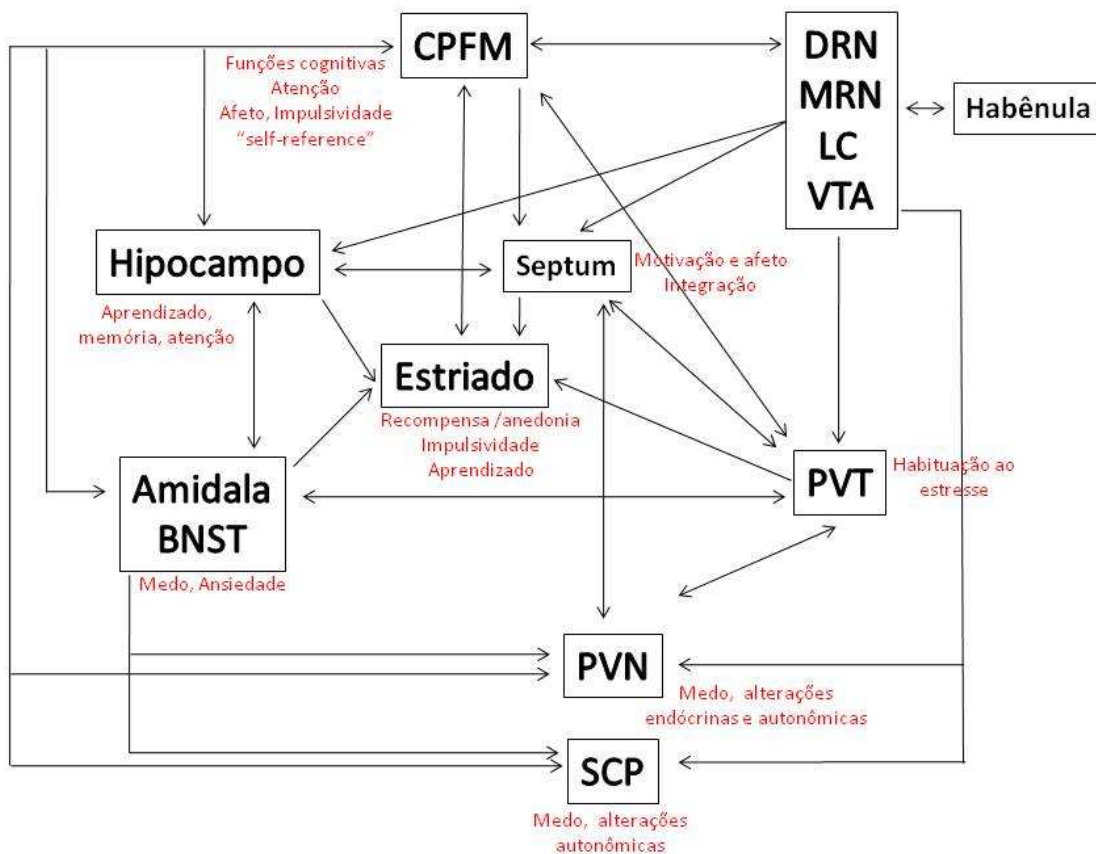 CPFM
Funções cognitivas
Atenção
Afeto, Impulsividade
“self-reference”
DRN
MRN
LC
VTA
Habênula
Hipocampo
Aprendizado,
memória, atenção
Septum
Motivação e afeto
Integração
Estriado
Recompensa /anedonia
Impulsividade
Aprendizado
Amidala
BNST
Medo, Ansiedade
PVT
Habituação ao
estresse
PVN
Medo, alterações
endócrinas e autonômicas
SCP
Medo, alterações
autonômicas